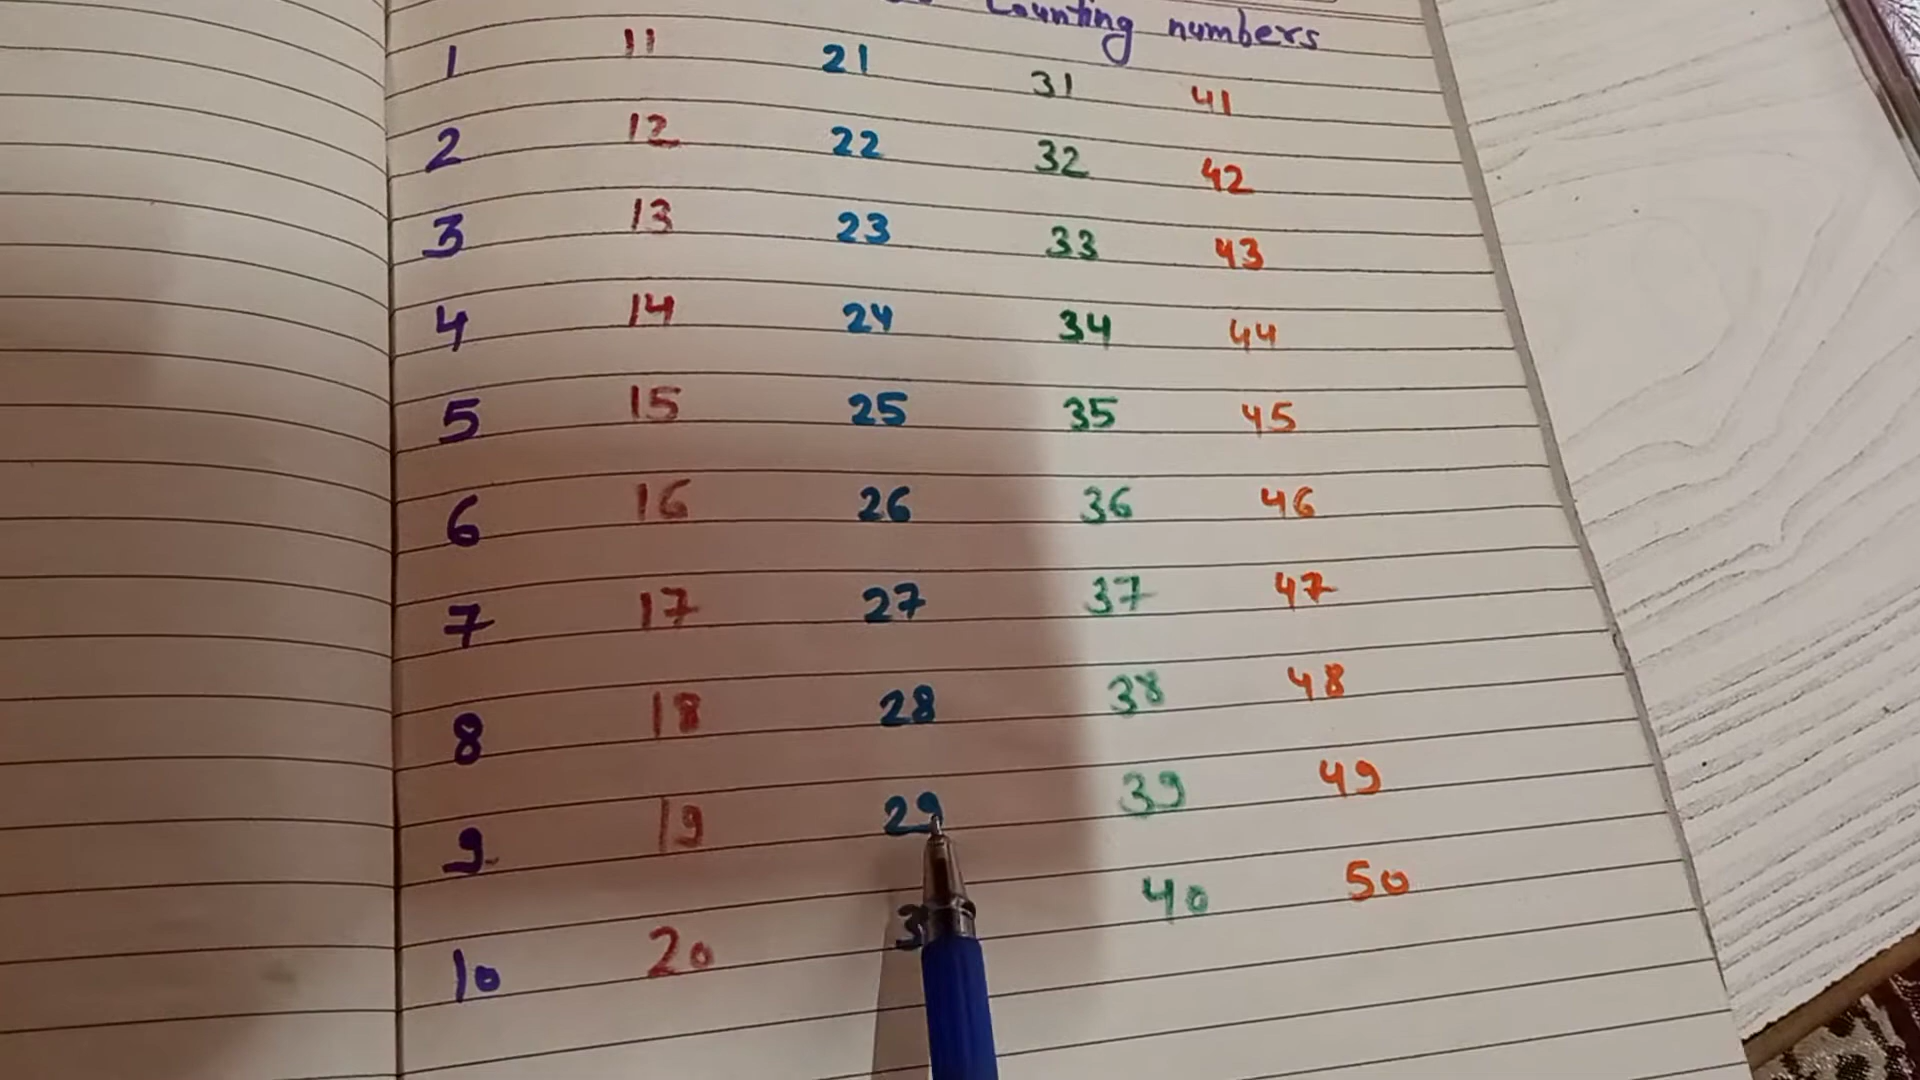 Counting numbers
1 11 21 31 41
2 12 22 32 42
3 13 23 33 43
4 14 24 34 44
5 15 25 35 45
6 16 26 36 46
7 17 27 37 47
8 18 28 38 48
9 19 29 39 49
10 20 40 50